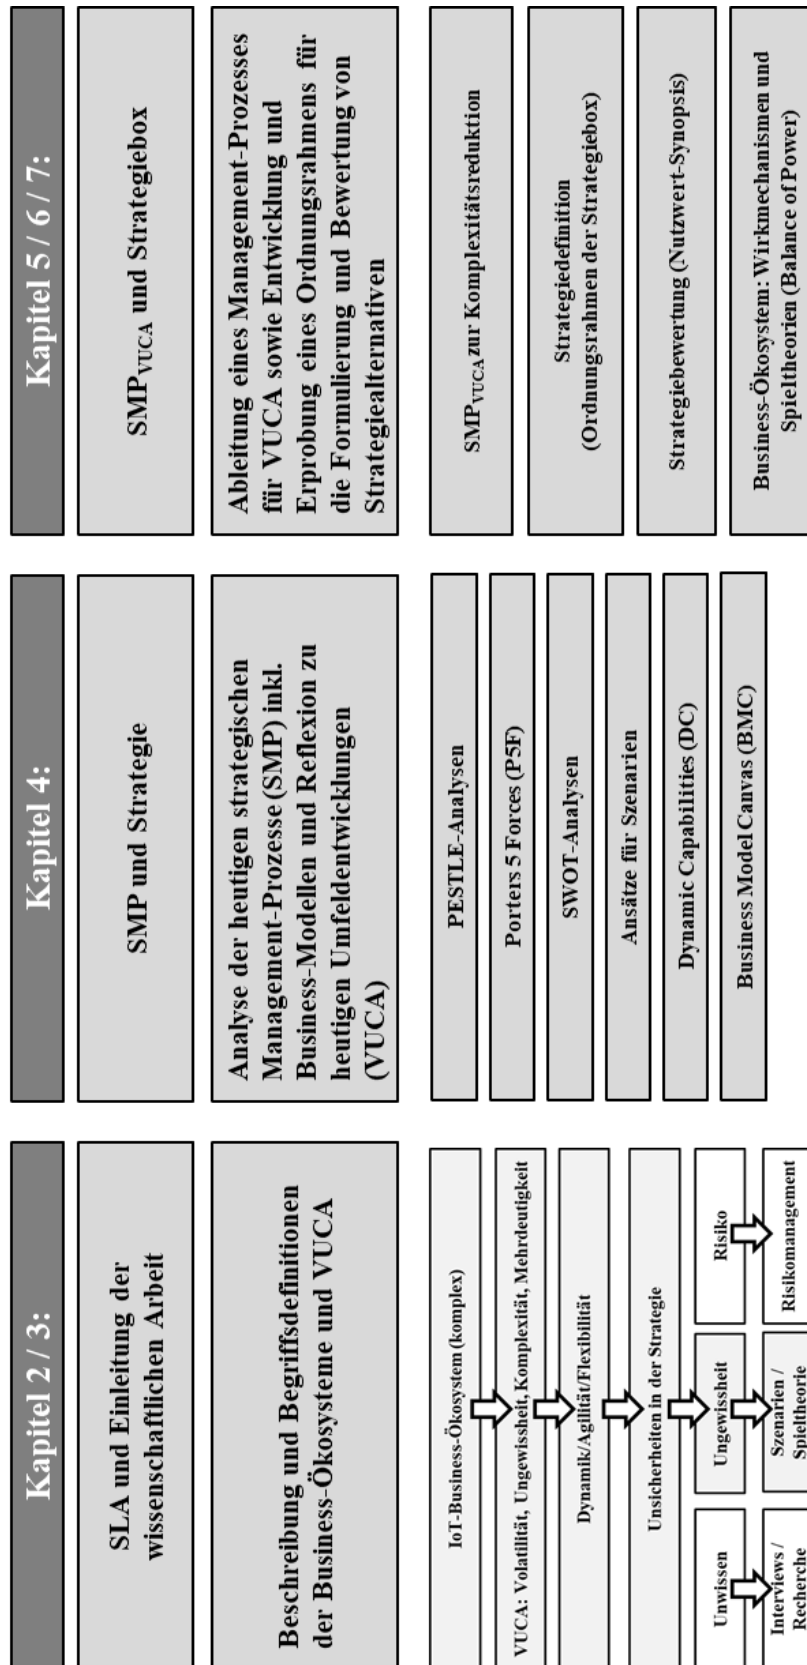 Kapitel 2 / 3:
SLA und Einleitung der
wissenschaftlichen Arbeit
Beschreibung und Begriffsdefinitionen
der Business-Ökosysteme und VUCA
IoT-Business-Ökosystem (komplex)
VUCA: Volatilität, Ungewissheit, Komplexität, Mehrdeutigkeit
Dynamik/Agilität/Flexibilität
Unsicherheiten in der Strategie
Unwissen
Ungewissheit
Risiko
Interviews /
Recherche
Szenarien /
Spieltheorie
Risikomanagement
Kapitel 4:
SMP und Strategie
Analyse der heutigen strategischen
Management-Prozesse (SMP) inkl.
Business-Modellen und Reflexion zu
heutigen Umfeldentwicklungen
(VUCA)
PESTLE-Analysen
Porters 5 Forces (P5F)
SWOT-Analysen
Ansätze für Szenarien
Dynamic Capabilities (DC)
Business Model Canvas (BMC)
Kapitel 5 / 6 / 7:
SMPVUCA und Strategiebox
Ableitung eines Management-Prozesses
für VUCA sowie Entwicklung und
Erprobung eines Ordnungsrahmens für
die Formulierung und Bewertung von
Strategiealternativen
SMPVUCA zur Komplexitätsreduktion
Strategiedefinition
(Ordnungsrahmen der Strategiebox)
Strategiebewertung (Nutzwert-Synopsis)
Business-Ökosystem: Wirkmechanismen und
Spieltheorien (Balance of Power)